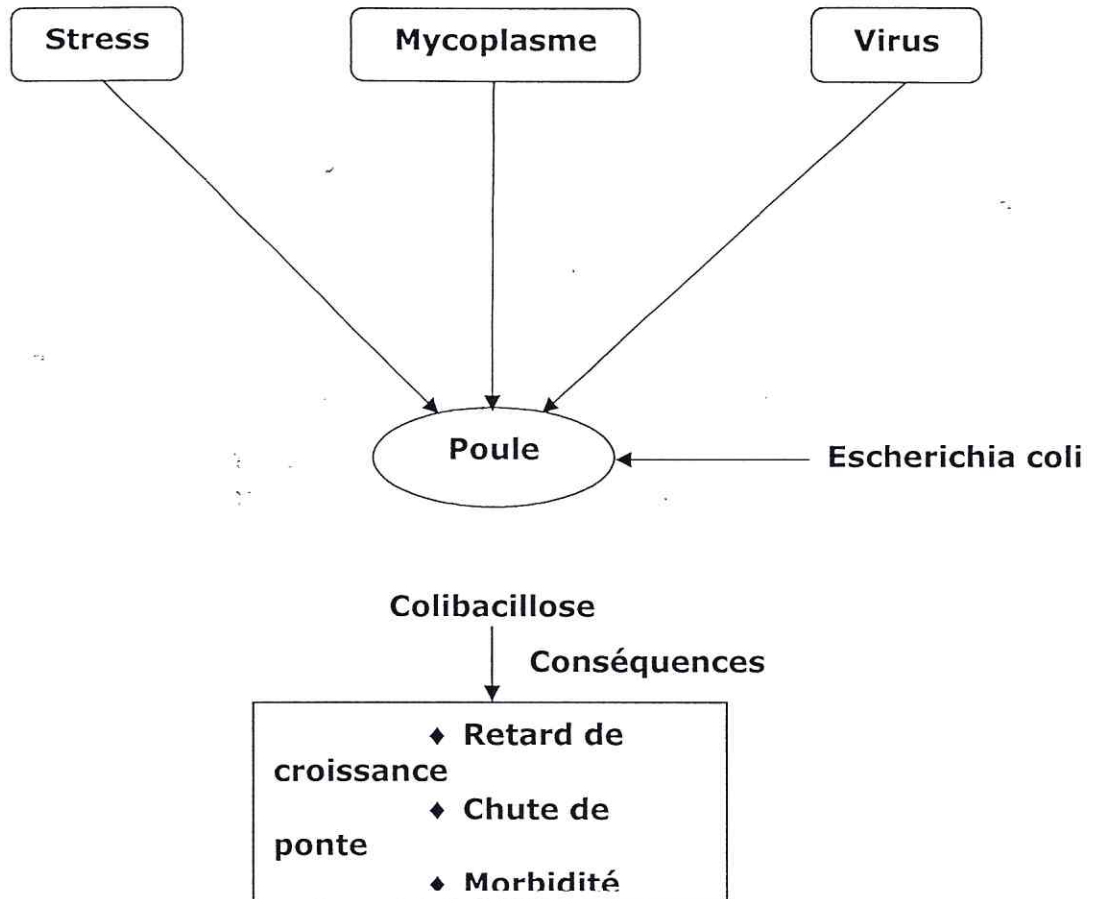 Stress
Mycoplasme
Virus
Poule
Escherichia coli
Colibacillose
Conséquences
♦ Retard de
croissance
♦ Chute de
ponte
♦ Morbidité